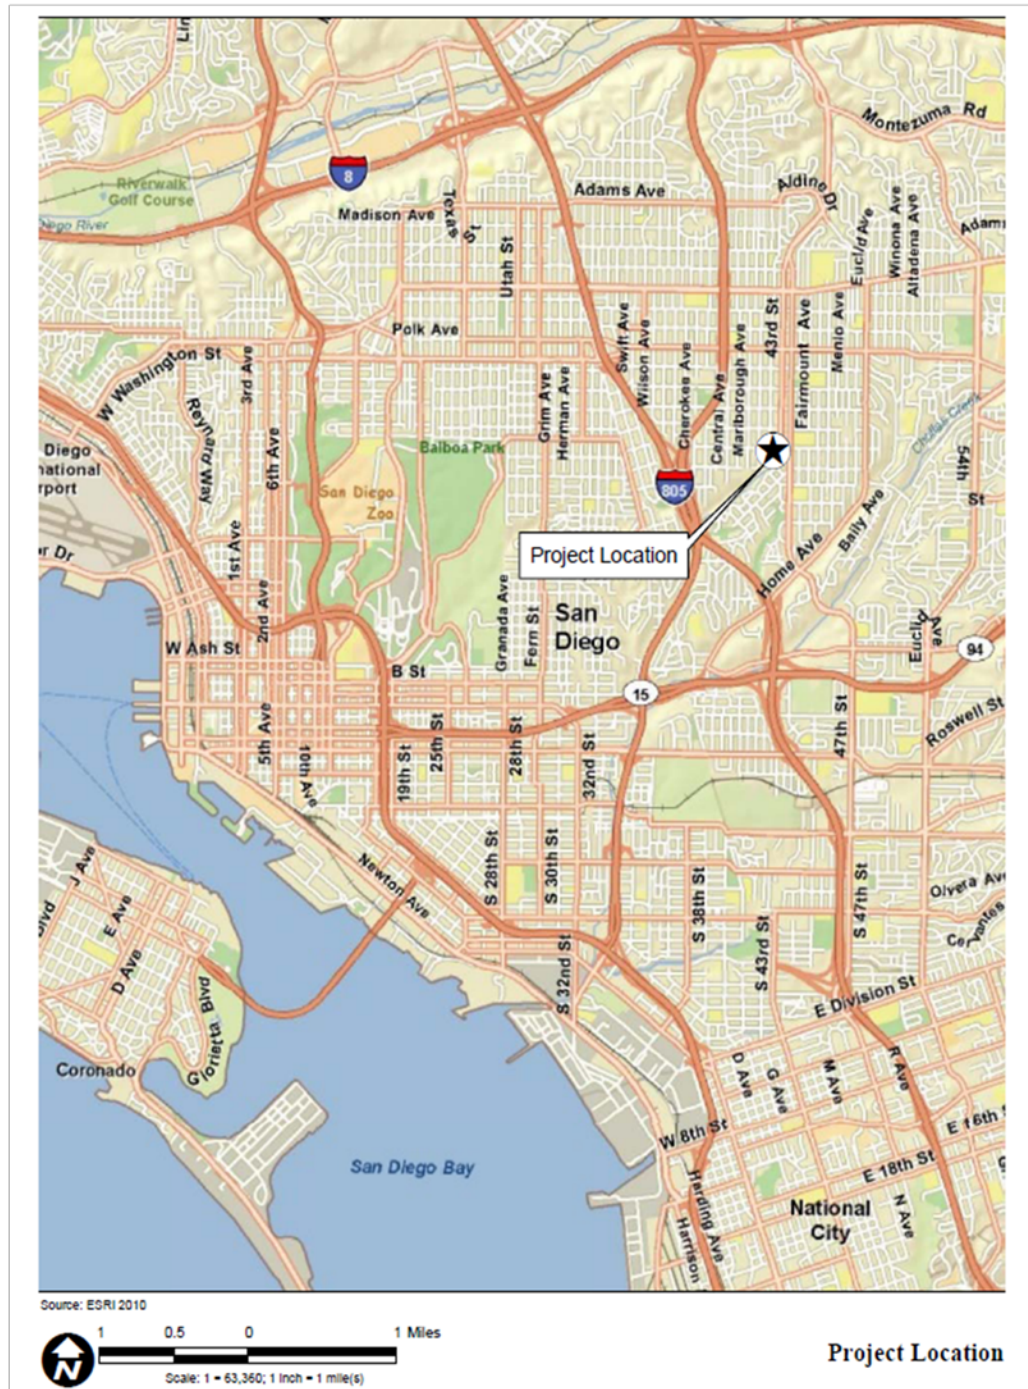 Montezuma Rd
8
Riverwalk
Golf Course
Adams Ave
Aldine Dr
Madison Ave
Texas St
Utah St
Euclid Ave
Winona Ave
Altadena Ave
Polk Ave
W Washington St
3rd Ave
Reynard Way
6th Ave
Swift Ave
Wilson Ave
Cherokee Ave
Central Ave
Marlborough Ave
43rd St
Fairmount Ave
Menlo Ave
Grim Ave
Herman Ave
Balboa Park
San Diego
Zoo
Chollas Creek
54th
St
805
Project Location
1st Ave
2nd Ave
Home Ave
Baily Ave
Granada Ave
Fern St
San
Diego
Euclid Ave
W Ash St
B St
94
15
5th Ave
10th Ave
19th St
25th St
28th St
32nd St
47th St
Roswell St
J Ave
E Ave
D Ave
Newton Ave
S 28th St
S 30th St
S 38th St
S 47th St
S 32nd St
S 43rd St
Olvera Ave
Cervantes
Glorietta Blvd
Coronado
E Division St
D Ave
G Ave
M Ave
R Ave
W 8th St
E 16th
E 18th St
San Diego Bay
Harding Ave
Harrison
National
City
N Ave
Source: ESRI 2010
N
1 0.5 0 1 Miles
Scale: 1 = 63,360; 1 inch = 1 mile(s)
Project Location